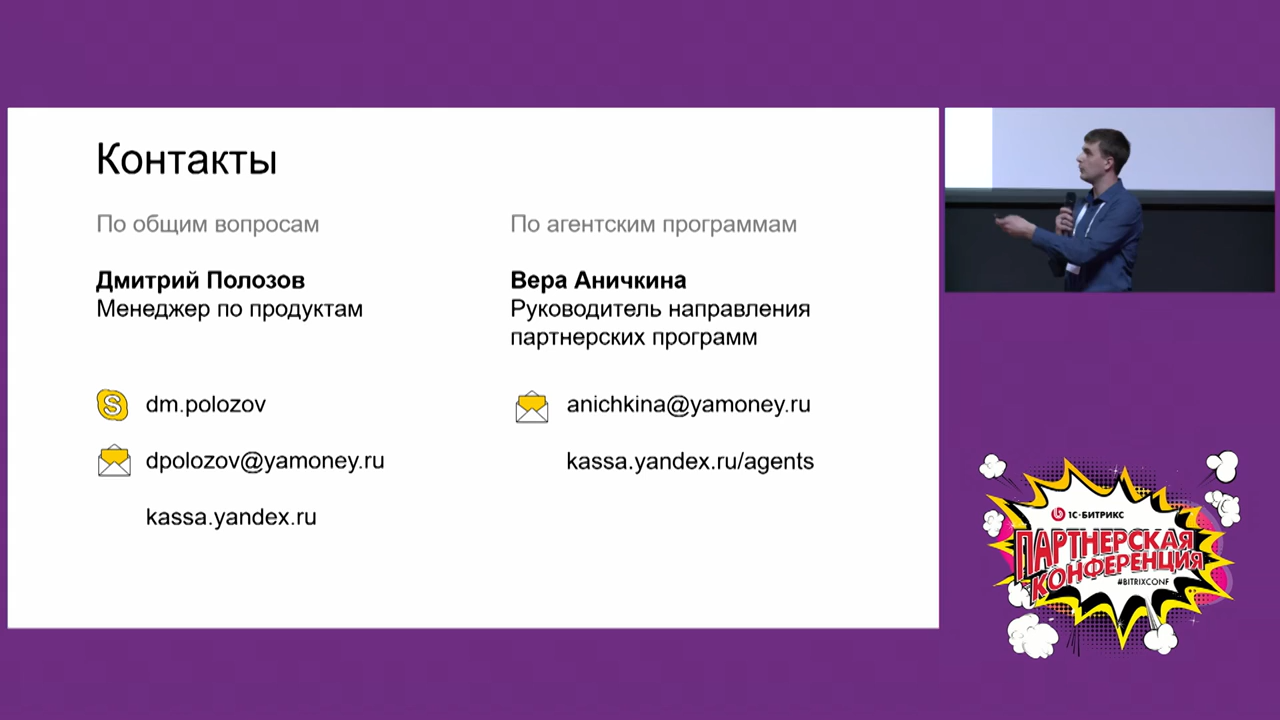 Контакты
По общим вопросам
Дмитрий Полозов
Менеджер по продуктам
dm.polozov
dpolozov@yamoney.ru
kassa.yandex.ru
По агентским программам
Вера Аничкина
Руководитель направления
партнерских программ
anichkina@yamoney.ru
kassa.yandex.ru/agents
1С-БИТРИКС
ПАРТНЕРСКАЯ
КОНФЕРЕНЦИЯ
#BITRIXCONF